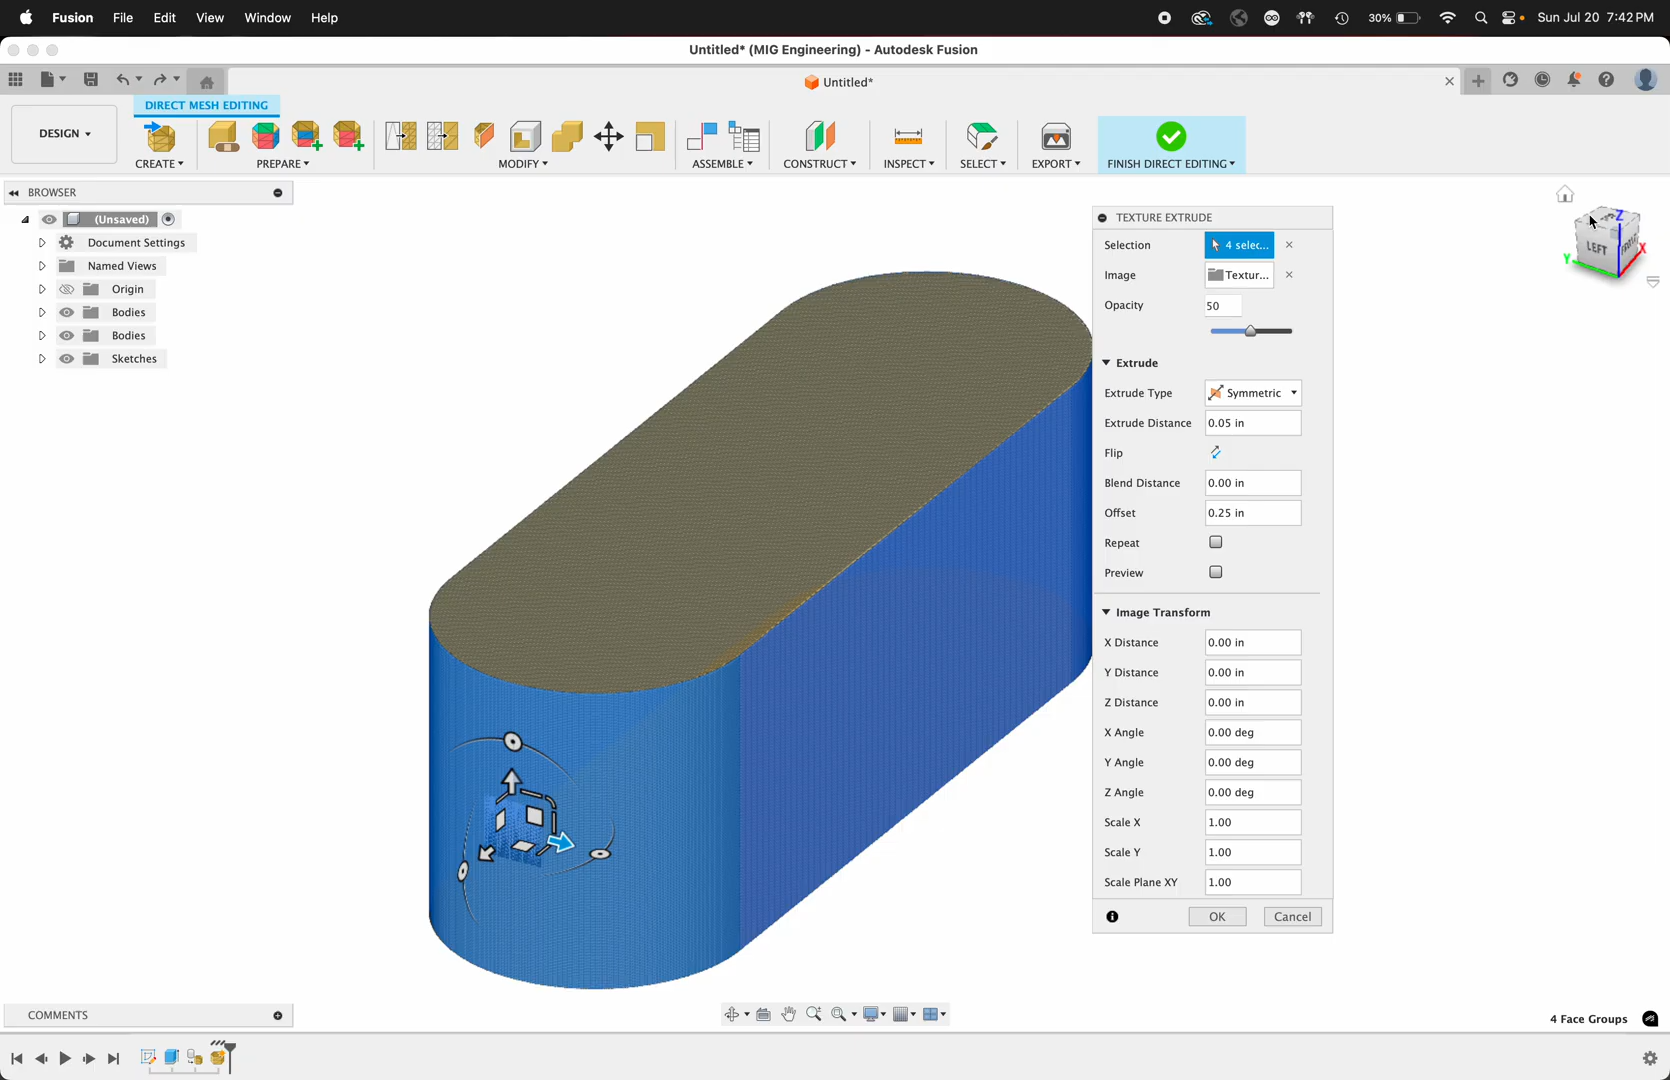 Fusion File Edit View Window Help
30% Sun Jul 20 7:42 PM
Untitled* (MIG Engineering) - Autodesk Fusion
Untitled*
DIRECT MESH EDITING
DESIGN
CREATE PREPARE MODIFY ASSEMBLE CONSTRUCT INSPECT SELECT EXPORT FINISH DIRECT EDITING
BROWSER
(Unsaved)
Document Settings
Named Views
Origin
Bodies
Bodies
Sketches
TEXTURE EXTRUDE
Selection 4 selec...
Image Textur...
Opacity 50
Extrude
Extrude Type Symmetric
Extrude Distance 0.05 in
Flip
Blend Distance 0.00 in
Offset 0.25 in
Repeat
Preview
Image Transform
X Distance 0.00 in
Y Distance 0.00 in
Z Distance 0.00 in
X Angle 0.00 deg
Y Angle 0.00 deg
Z Angle 0.00 deg
Scale X 1.00
Scale Y 1.00
Scale Plane XY 1.00
OK Cancel
Z
LEFT
X
Y
COMMENTS
4 Face Groups